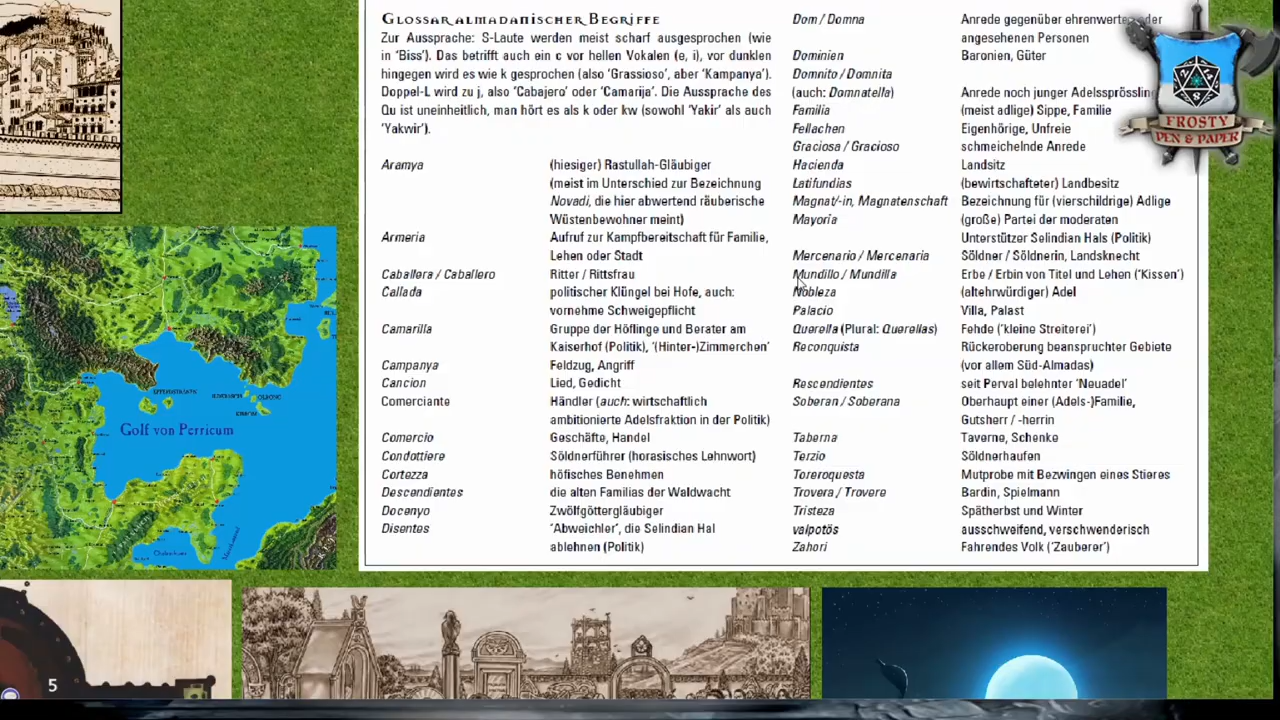 Glossar almadanischer Begriffe
Zur Aussprache: S-Laute werden meist scharf ausgesprochen (wie
in 'Biss'). Das betrifft auch ein c vor hellen Vokalen (e, i), vor dunklen
hingegen wird es wie k gesprochen (also 'Grassioso', aber 'Kampanya').
Doppel-L wird zu j, also 'Cabajero' oder 'Camarija'. Die Aussprache des
Qu ist uneinheitlich, man hört es als k oder kw (sowohl 'Yakir' als auch
'Yakwir').
Aramya (hiesiger) Rastullah-Gläubiger
(meist im Unterschied zur Bezeichnung
Novadi, die hier abwertend räuberische
Wüstenbewohner meint)
Armeria Aufruf zur Kampfbereitschaft für Familie,
Lehen oder Stadt
Caballera / Caballero Ritter / Rittsfrau
Callada politischer Klüngel bei Hofe, auch:
vornehme Schweigepflicht
Camarilla Gruppe der Höflinge und Berater am
Kaiserhof (Politik), '(Hinter-)Zimmerchen'
Campanya Feldzug, Angriff
Cancion Lied, Gedicht
Comerciante Händler (auch: wirtschaftlich
ambitionierte Adelsfraktion in der Politik)
Comercio Geschäfte, Handel
Condottiere Söldnerführer (horasisches Lehnwort)
Cortezza höfisches Benehmen
Descendientes die alten Familias der Waldwacht
Docenyo Zwölfgöttergläubiger
Disentes 'Abweichler', die Selindian Hal
ablehnen (Politik)
Dom / Domna Anrede gegenüber ehrenwerten oder
angesehenen Personen
Dominien Baronien, Güter
Domnito / Domnita
(auch: Domnatella) Anrede noch junger Adelssprössling
Familia (meist adlige) Sippe, Familie
Fellachen Eigenhörige, Unfreie
Graciosa / Gracioso schmeichelnde Anrede
Hacienda Landsitz
Latifundias (bewirtschafteter) Landbesitz
Magnat/-in, Magnatenschaft Bezeichnung für (vierschildrige) Adlige
Mayoria (große) Partei der moderaten
Unterstützer Selindian Hals (Politik)
Mercenario / Mercenaria Söldner / Söldnerin, Landsknecht
Mundillo / Mundilla Erbe / Erbin von Titel und Lehen ('Kissen')
Nobleza (altehrwürdiger) Adel
Palacio Villa, Palast
Querella (Plural: Querellas) Fehde ('kleine Streiterei')
Reconquista Rückeroberung beanspruchter Gebiete
(vor allem Süd-Almadas)
Rescendientes seit Perval belehnter 'Neuadel'
Soberan / Soberana Oberhaupt einer (Adels-)Familie,
Gutsherr / -herrin
Taberna Taverne, Schenke
Terzio Söldnerhaufen
Toreroquesta Mutprobe mit Bezwingen eines Stieres
Trovera / Trovere Bardin, Spielmann
Tristeza Spätherbst und Winter
valpotös ausschweifend, verschwenderisch
Zahori Fahrendes Volk ('Zauberer')
FROSTY
PEN & PAPER
Golf von Perricum
5